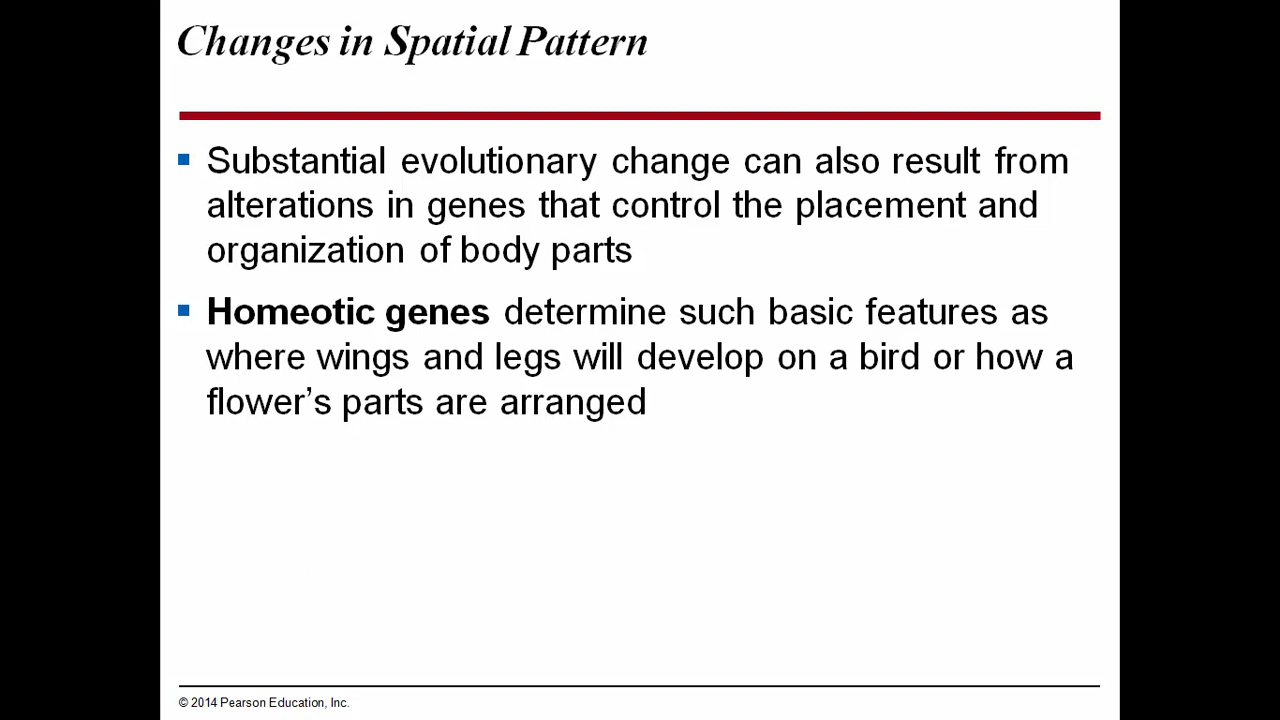 Changes in Spatial Pattern
Substantial evolutionary change can also result from
alterations in genes that control the placement and
organization of body parts
Homeotic genes determine such basic features as
where wings and legs will develop on a bird or how a
flower’s parts are arranged
© 2014 Pearson Education, Inc.